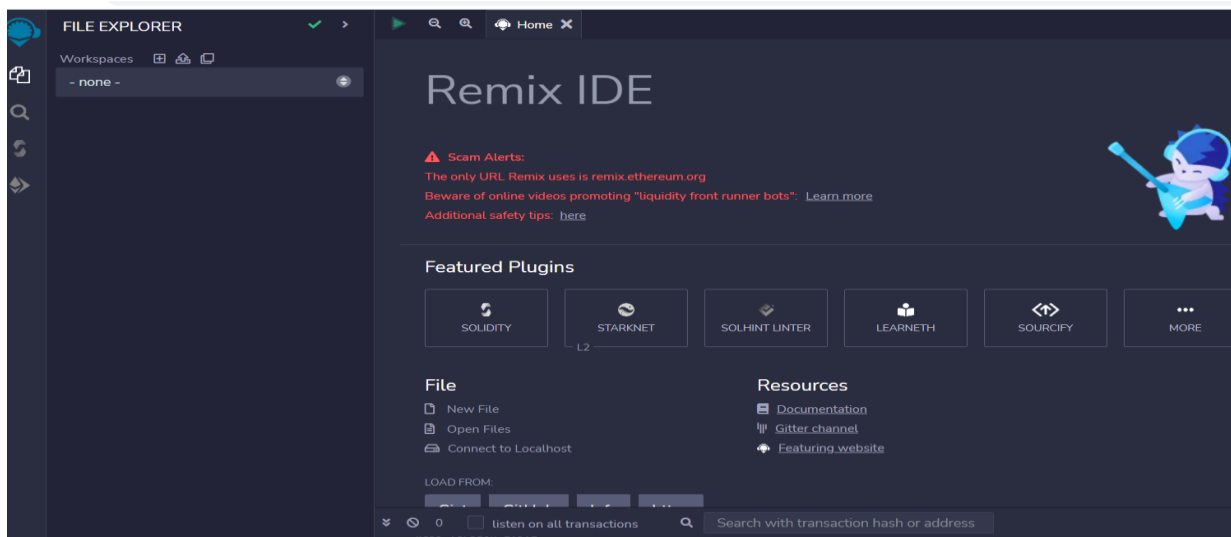 FILE EXPLORER
Workspaces
- none -
Home
Remix IDE
Scam Alerts:
The only URL Remix uses is remix.ethereum.org
Beware of online videos promoting "liquidity front runner bots": Learn more
Additional safety tips: here
Featured Plugins
SOLIDITY
STARKNET
L2
SOLHINT LINTER
LEARNETH
SOURCIFY
MORE
File
New File
Open Files
Connect to Localhost
LOAD FROM:
Resources
Documentation
Gitter channel
Featuring website
0
listen on all transactions
Search with transaction hash or address